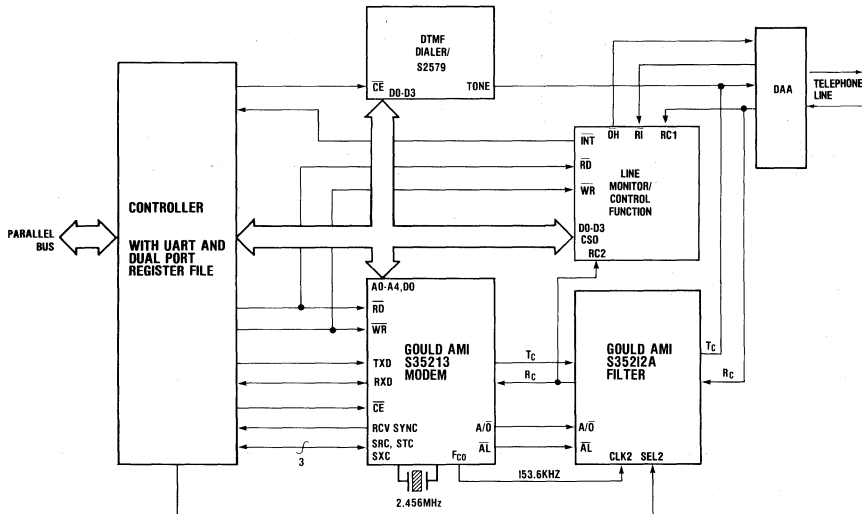 DTMF
DIALER/
S2579
CE
D0-D3
TONE
DAA
TELEPHONE
LINE
CONTROLLER
WITH UART AND
DUAL PORT
REGISTER FILE
PARALLEL
BUS
INT
OH
RI
RC1
RD
WR
LINE
MONITOR/
CONTROL
FUNCTION
D0-D3
CSO
RC2
A0-A4,D0
RD
WR
TXD
RXD
CE
RCV SYNC
SRC, STC
SXC
3
GOULD AMI
S35213
MODEM
TC
RC
A/O
AL
FCO
2.456MHz
153.6KHZ
GOULD AMI
S35212A
FILTER
TC
RC
A/O
AL
CLK2 SEL2